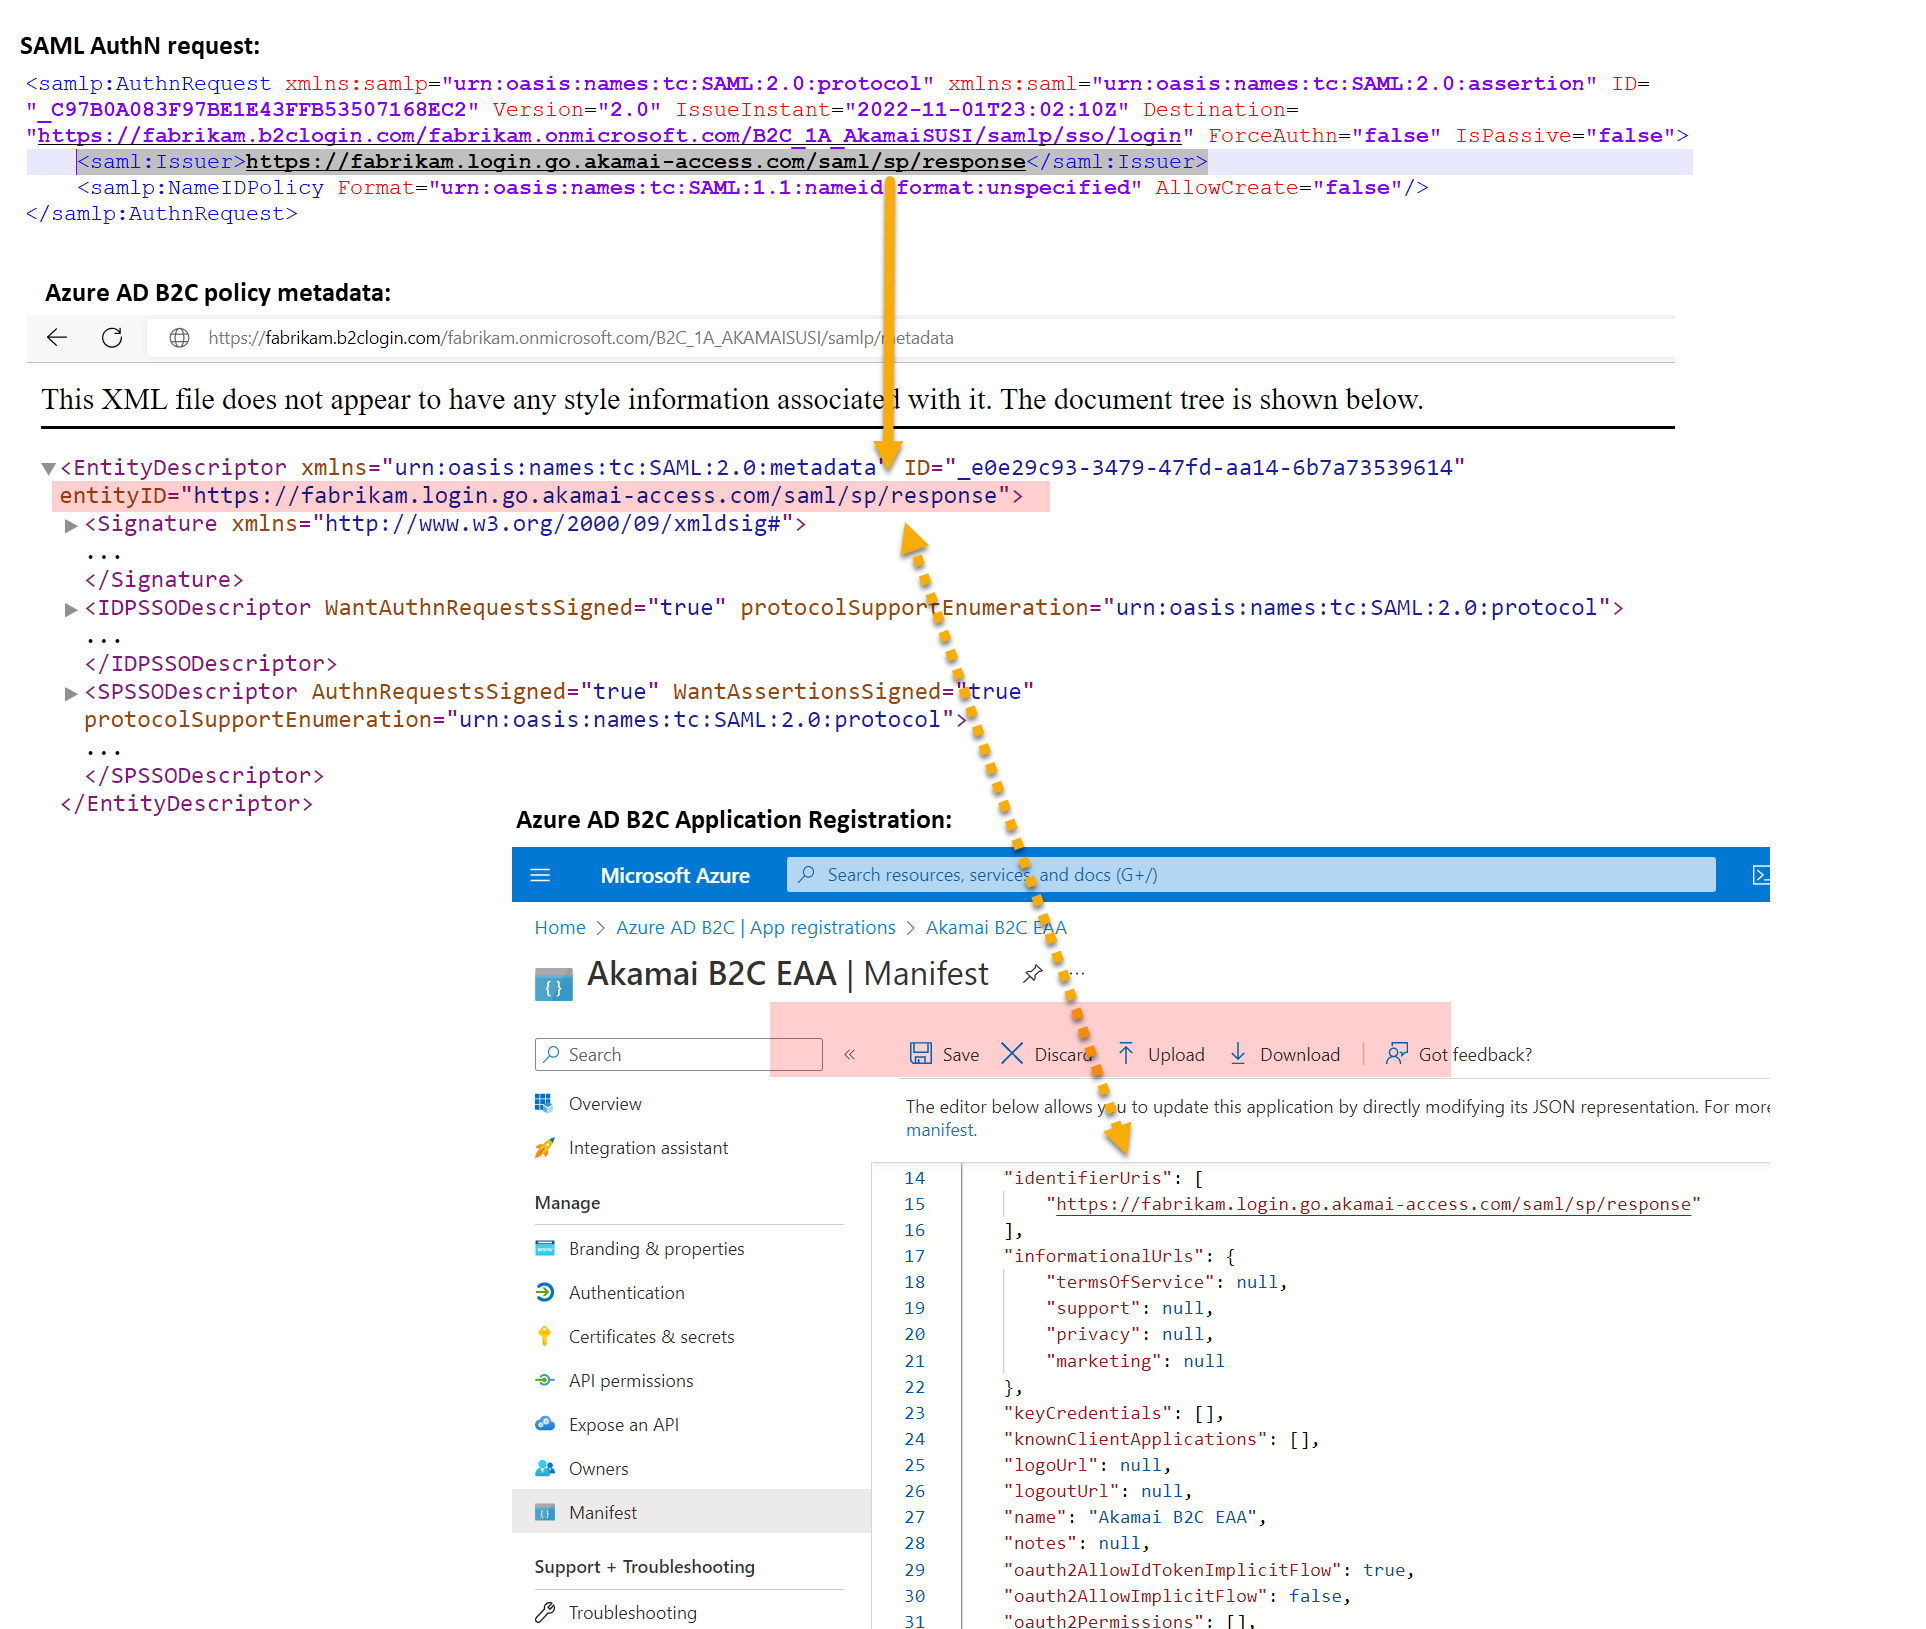 SAML AuthN request:
<samlp:AuthnRequest xmlns:samlp="urn:oasis:names:tc:SAML:2.0:protocol" xmlns:saml="urn:oasis:names:tc:SAML:2.0:assertion" ID=
"_C97B0A083F97BE1E43FFB53507168EC2" Version="2.0" IssueInstant="2022-11-01T23:02:10Z" Destination=
"https://fabrikam.b2clogin.com/fabrikam.onmicrosoft.com/B2C_1A_AkamaiSUSI/samlp/sso/login" ForceAuthn="false" IsPassive="false">
<saml:Issuer>https://fabrikam.login.go.akamai-access.com/saml/sp/response</saml:Issuer>
<samlp:NameIDPolicy Format="urn:oasis:names:tc:SAML:1.1:nameid-format:unspecified" AllowCreate="false"/>
</samlp:AuthnRequest>
Azure AD B2C policy metadata:
https://fabrikam.b2clogin.com/fabrikam.onmicrosoft.com/B2C_1A_AKAMAISUSI/samlp/metadata
This XML file does not appear to have any style information associated with it. The document tree is shown below.
<EntityDescriptor xmlns="urn:oasis:names:tc:SAML:2.0:metadata" ID="_e0e29c93-3479-47fd-aa14-6b7a73539614"
entityID="https://fabrikam.login.go.akamai-access.com/saml/sp/response">
<Signature xmlns="http://www.w3.org/2000/09/xmldsig#">
...
</Signature>
<IDPSSODescriptor WantAuthnRequestsSigned="true" protocolSupportEnumeration="urn:oasis:names:tc:SAML:2.0:protocol">
...
</IDPSSODescriptor>
<SPSSODescriptor AuthnRequestsSigned="true" WantAssertionsSigned="true"
protocolSupportEnumeration="urn:oasis:names:tc:SAML:2.0:protocol">
...
</SPSSODescriptor>
</EntityDescriptor>
Azure AD B2C Application Registration:
Microsoft Azure
Search resources, services, and docs (G+/)
Home > Azure AD B2C | App registrations > Akamai B2C EAA
Akamai B2C EAA | Manifest ...
Search «
Save Discard Upload Download Got feedback?
Overview
Integration assistant
Manage
Branding & properties
Authentication
Certificates & secrets
API permissions
Expose an API
Owners
Manifest
Support + Troubleshooting
Troubleshooting
The editor below allows you to update this application by directly modifying its JSON representation. For more
manifest.
14 "identifierUris": [
15 "https://fabrikam.login.go.akamai-access.com/saml/sp/response"
16 ],
17 "informationalUrls": {
18 "termsOfService": null,
19 "support": null,
20 "privacy": null,
21 "marketing": null
22 },
23 "keyCredentials": [],
24 "knownClientApplications": [],
25 "logoUrl": null,
26 "logoutUrl": null,
27 "name": "Akamai B2C EAA",
28 "notes": null,
29 "oauth2AllowIdTokenImplicitFlow": true,
30 "oauth2AllowImplicitFlow": false,
31 "oauth2Permissions": [],